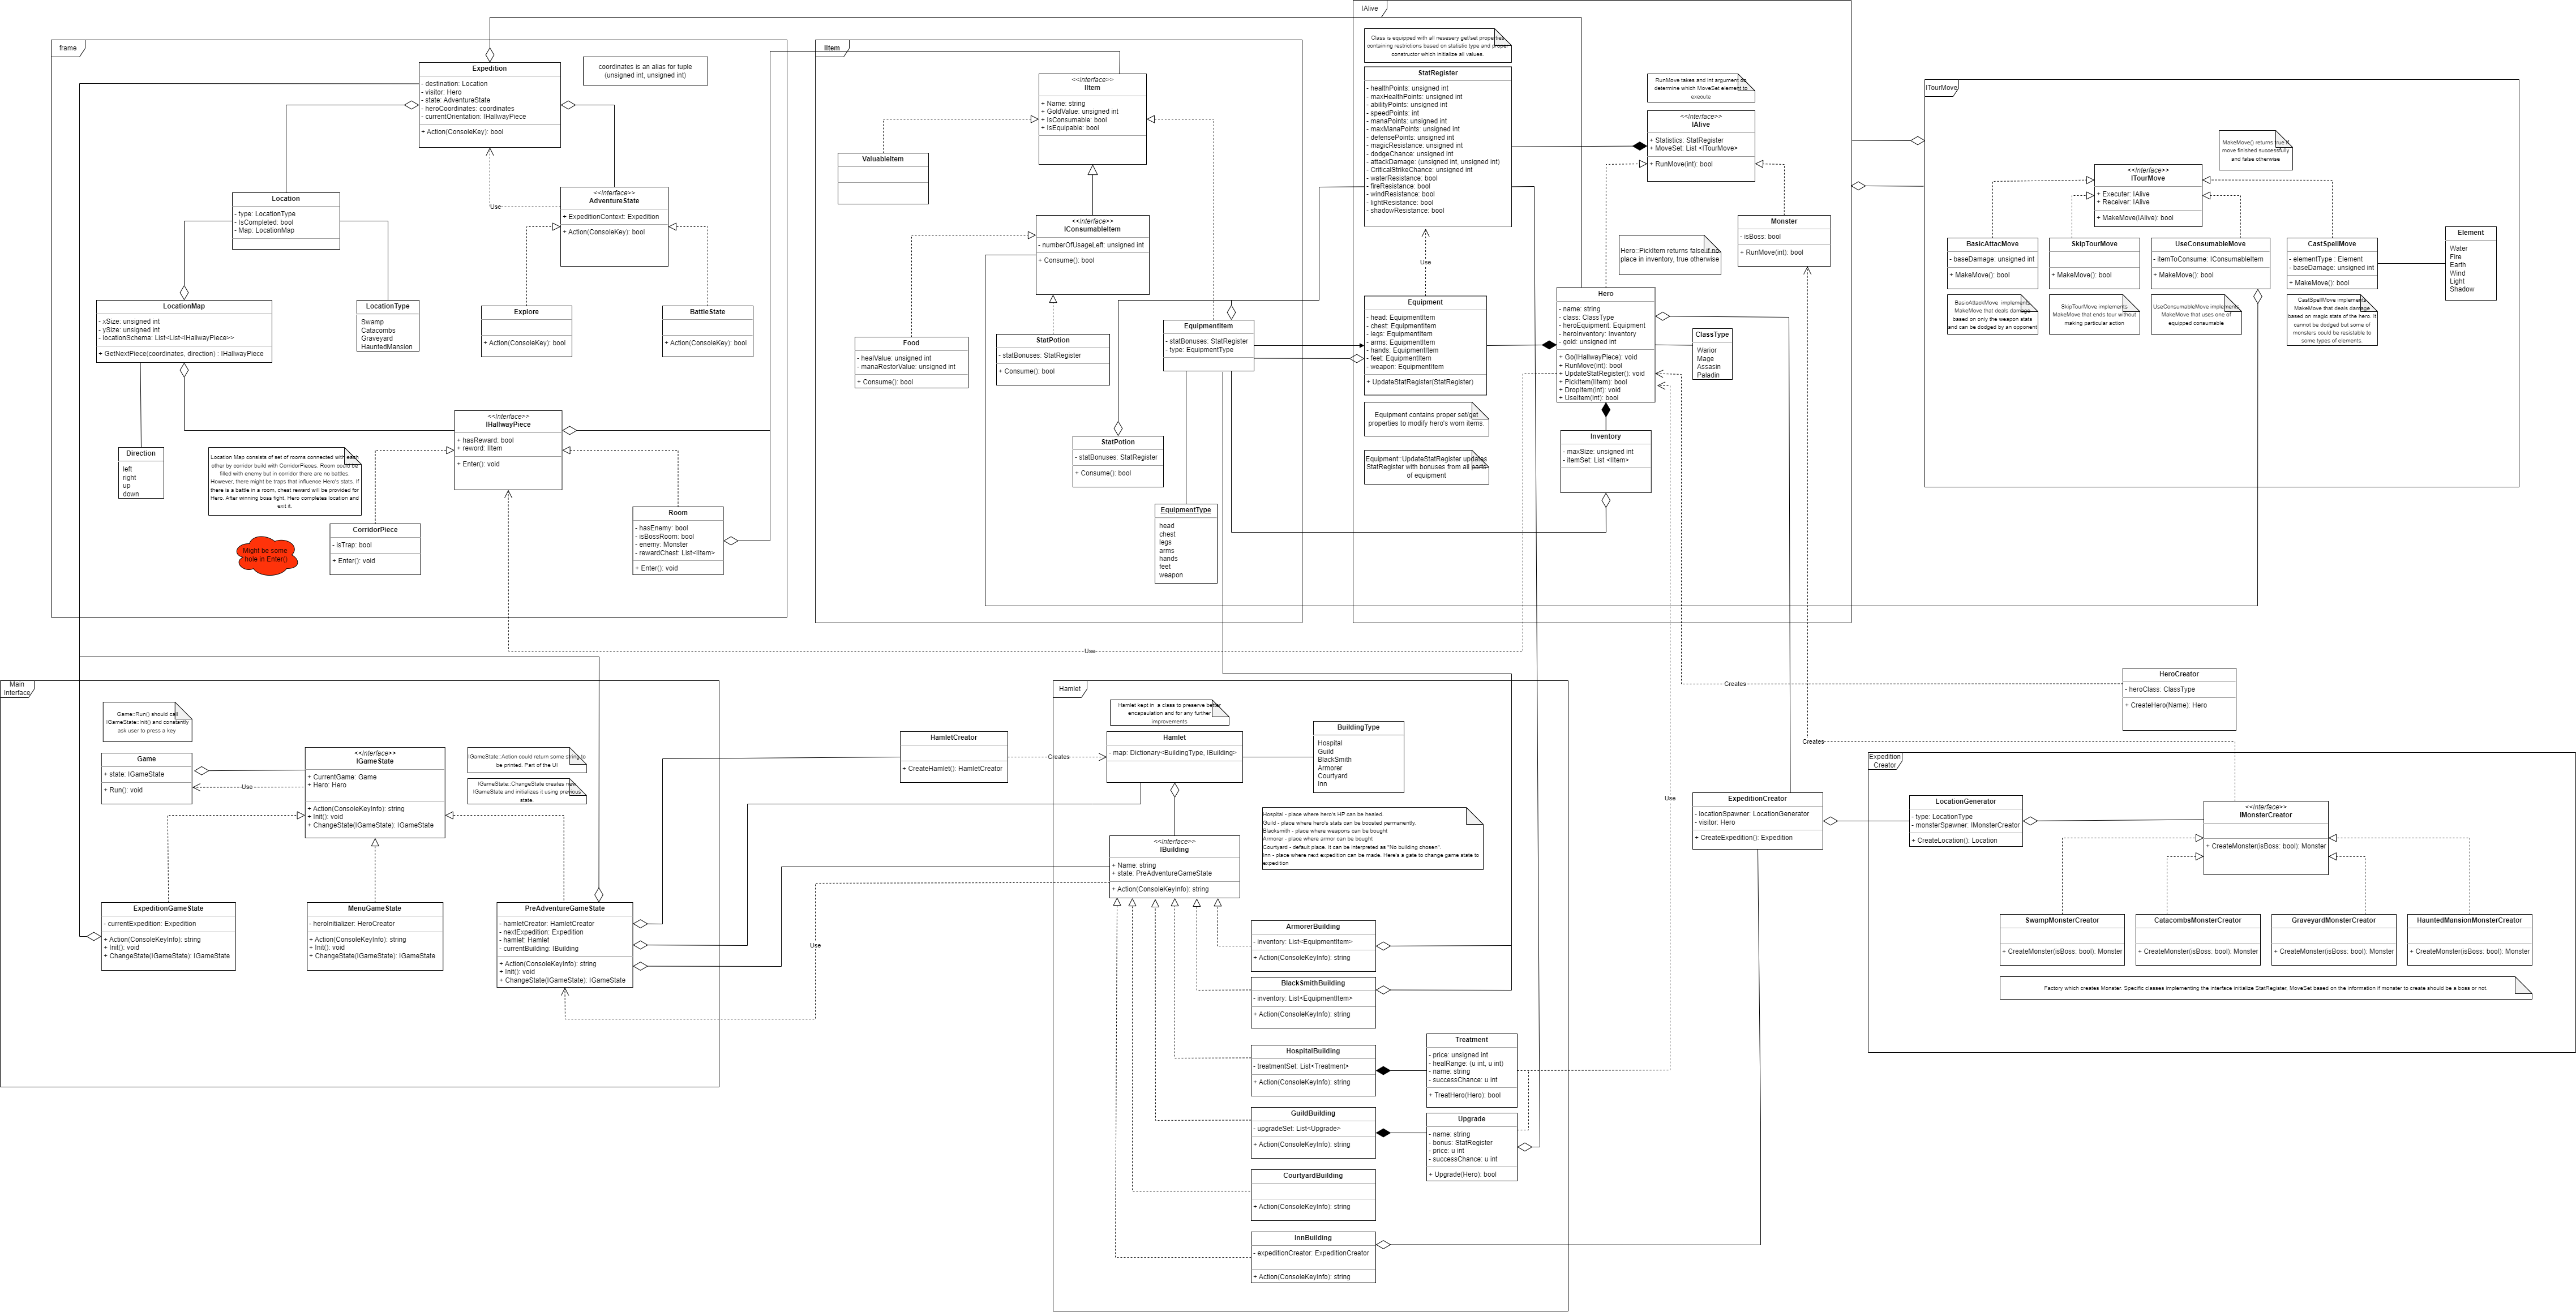 frame
Expedition
- destination: Location
- visitor: Hero
- state: AdventureState
- heroCoordinates: coordinates
- currentOrientation: IHallwayPiece
+ Action(ConsoleKey): bool
coordinates is an alias for tuple
(unsigned int, unsigned int)
Location
- type: LocationType
- IsCompleted: bool
- Map: LocationMap
<<Interface>>
AdventureState
+ ExpeditionContext: Expedition
+ Action(ConsoleKey): bool
Use
LocationMap
- xSize: unsigned int
- ySize: unsigned int
- locationSchema: List<List<IHallwayPiece>>
+ GetNextPiece(coordinates, direction) : IHallwayPiece
LocationType
Swamp
Catacombs
Graveyard
HauntedMansion
Explore
+ Action(ConsoleKey): bool
BattleState
+ Action(ConsoleKey): bool
Direction
left
right
up
down
Location Map consists of set of rooms connected with each
other by corridor build with CorridorPieces. Room could be
filled with enemy but in corridor there are no battles.
However, there might be traps that influence Hero's stats. If
there is a battle in a room, chest reward will be provided for
Hero. After winning boss fight, Hero completes location and
exit it.
<<Interface>>
IHallwayPiece
+ hasReward: bool
+ reword: IItem
+ Enter(): void
Might be some
hole in Enter()
CorridorPiece
- isTrap: bool
+ Enter(): void
Room
- hasEnemy: bool
- isBossRoom: bool
- enemy: Monster
- rewardChest: List<IItem>
+ Enter(): void
IItem
<<Interface>>
IItem
+ Name: string
+ GoldValue: unsigned int
+ IsConsumable: bool
+ IsEquipable: bool
ValuableItem
<<Interface>>
IConsumableItem
- numberOfUsageLeft: unsigned int
+ Consume(): bool
Food
- healValue: unsigned int
- manaRestorValue: unsigned int
+ Consume(): bool
StatPotion
- statBonuses: StatRegister
+ Consume(): bool
EquipmentItem
- statBonuses: StatRegister
- type: EquipmentType
StatPotion
- statBonuses: StatRegister
+ Consume(): bool
EquipmentType
head
chest
legs
arms
hands
feet
weapon
IAlive
Class is equipped with all nesesery get/set properties
containing restrictions based on statistic type and proper
constructor which initialize all values.
StatRegister
- healthPoints: unsigned int
- maxHealthPoints: unsigned int
- abilityPoints: unsigned int
- speedPoints: int
- manaPoints: unsigned int
- maxManaPoints: unsigned int
- defensePoints: unsigned int
- magicResistance: unsigned int
- dodgeChance: unsigned int
- attackDamage: (unsigned int, unsigned int)
- CriticalStrikeChance: unsigned int
- waterResistance: bool
- fireResistance: bool
- windResistance: bool
- lightResistance: bool
- shadowResistance: bool
Use
RunMove takes and int argument do
determine which MoveSet element to
execute
<<Interface>>
IAlive
+ Statistics: StatRegister
+ MoveSet: List <ITourMove>
+ RunMove(int): bool
Monster
- isBoss: bool
+ RunMove(int): bool
Hero::PickItem returns false if no
place in inventory, true otherwise
Equipment
- head: EquipmentItem
- chest: EquipmentItem
- legs: EquipmentItem
- arms: EquipmentItem
- hands: EquipmentItem
- feet: EquipmentItem
- weapon: EquipmentItem
+ UpdateStatRegister(StatRegister)
Hero
- name: string
- class: ClassType
- heroEquipment: Equipment
- heroInventory: Inventory
- gold: unsigned int
+ Go(IHallwayPiece): void
+ RunMove(int): bool
+ UpdateStatRegister(): void
+ PickItem(IItem): bool
+ DropItem(int): void
+ UseItem(int): bool
ClassType
Warior
Mage
Assasin
Paladin
Equipment contains proper set/get
properties to modify hero's worn items.
Equipment::UpdateStatRegister updates
StatRegister with bonuses from all parts
of equipment
Inventory
- maxSize: unsigned int
- itemSet: List <IItem>
ITourMove
MakeMove() returns true if
move finished successfully
and false otherwise
<<Interface>>
ITourMove
+ Executer: IAlive
+ Receiver: IAlive
+ MakeMove(IAlive): bool
BasicAttacMove
- baseDamage: unsigned int
+ MakeMove(): bool
SkipTourMove
+ MakeMove(): bool
UseConsumableMove
- itemToConsume: IConsumableItem
+ MakeMove(): bool
CastSpellMove
- elementType : Element
- baseDamage: unsigned int
+ MakeMove(): bool
Element
Water
Fire
Earth
Wind
Light
Shadow
BasisAttackMove implements
MakeMove that deals damage
based on only the weapon stats
and can be dodged by an opponent
SkipTourMove implements
MakeMove that ends tour without
making particular action
UseConsumableMove implements
MakeMove that uses one of
equipped consumable
CastSpellMove implements
MakeMove that deals damage
based on magic stats of the hero. It
cannot be dodged but some of
monsters could be resistable to
some types of elements.
Use
Main
Interface
Game::Run() should call
IGameState::Init() and constantly
ask user to press a key
Game
+ state: IGameState
+ Run(): void
Use
<<Interface>>
IGameState
+ CurrentGame: Game
+ Hero: Hero
+ Action(ConsoleKeyInfo): string
+ Init(): void
+ ChangeState(IGameState): IGameState
IGameState::Action could return some string to
be printed. Part of the UI
IGameState::ChangeState creates new
IGameState and initializes it using previous
state.
ExpeditionGameState
- currentExpedition: Expedition
+ Action(ConsoleKeyInfo): string
+ Init(): void
+ ChangeState(IGameState): IGameState
MenuGameState
- heroInitializer: HeroCreator
+ Action(ConsoleKeyInfo): string
+ Init(): void
+ ChangeState(IGameState): IGameState
PreAdventureGameState
- hamletCreator: HamletCreator
- nextExpedition: Expedition
- hamlet: Hamlet
- currentBuilding: IBuilding
+ Action(ConsoleKeyInfo): string
+ Init(): void
+ ChangeState(IGameState): IGameState
Use
HamletCreator
+ CreateHamlet(): HamletCreator
Creates
Hamlet
Hamlet kept in a class to preserve better
encapsulation and for any further
improvements
Hamlet
- map: Dictionary<BuildingType, IBuilding>
BuildingType
Hospital
Guild
BlackSmith
Armorer
Courtyard
Inn
Hospital - place where hero's HP can be healed.
Guild - place where hero's stats can be boosted permanently.
Blacksmith - place where weapons can be bought
Armorer - place where armor can be bought
Courtyard - default place. It can be interpreted as "No building chosen".
Inn - place where next expedition can be made. Here's a gate to change game state to
expedition
<<Interface>>
IBuilding
+ Name: string
+ state: PreAdventureGameState
+ Action(ConsoleKeyInfo): string
ArmorerBuilding
- inventory: List<EquipmentItem>
+ Action(ConsoleKeyInfo): string
BlackSmithBuilding
- inventory: List<EquipmentItem>
+ Action(ConsoleKeyInfo): string
HospitalBuilding
- treatmentSet: List<Treatment>
+ Action(ConsoleKeyInfo): string
Treatment
- price: unsigned int
- healRange: (u int, u int)
- name: string
- successChance: u int
+ TreatHero(Hero): bool
GuildBuilding
- upgradeSet: List<Upgrade>
+ Action(ConsoleKeyInfo): string
Upgrade
- name: string
- bonus: StatRegister
- price: u int
- successChance: u int
+ Upgrade(Hero): bool
CourtyardBuilding
+ Action(ConsoleKeyInfo): string
InnBuilding
- expeditionCreator: ExpeditionCreator
+ Action(ConsoleKeyInfo): string
Use
Creates
HeroCreator
- heroClass: ClassType
+ CreateHero(Name): Hero
Creates
ExpeditionCreator
- locationSpawner: LocationGenerator
- visitor: Hero
+ CreateExpedition(): Expedition
Expedition
Creator
LocationGenerator
- type: LocationType
- monsterSpawner: IMonsterCreator
+ CreateLocation(): Location
<<Interface>>
IMonsterCreator
+ CreateMonster(isBoss: bool): Monster
SwampMonsterCreator
+ CreateMonster(isBoss: bool): Monster
CatacombsMonsterCreator
+ CreateMonster(isBoss: bool): Monster
GraveyardMonsterCreator
+ CreateMonster(isBoss: bool): Monster
HauntedMansionMonsterCreator
+ CreateMonster(isBoss: bool): Monster
Factory which creates Monster. Specific classes implementing the interface initialize StatRegister, MoveSet based on the information if monster to create should be a boss or not.